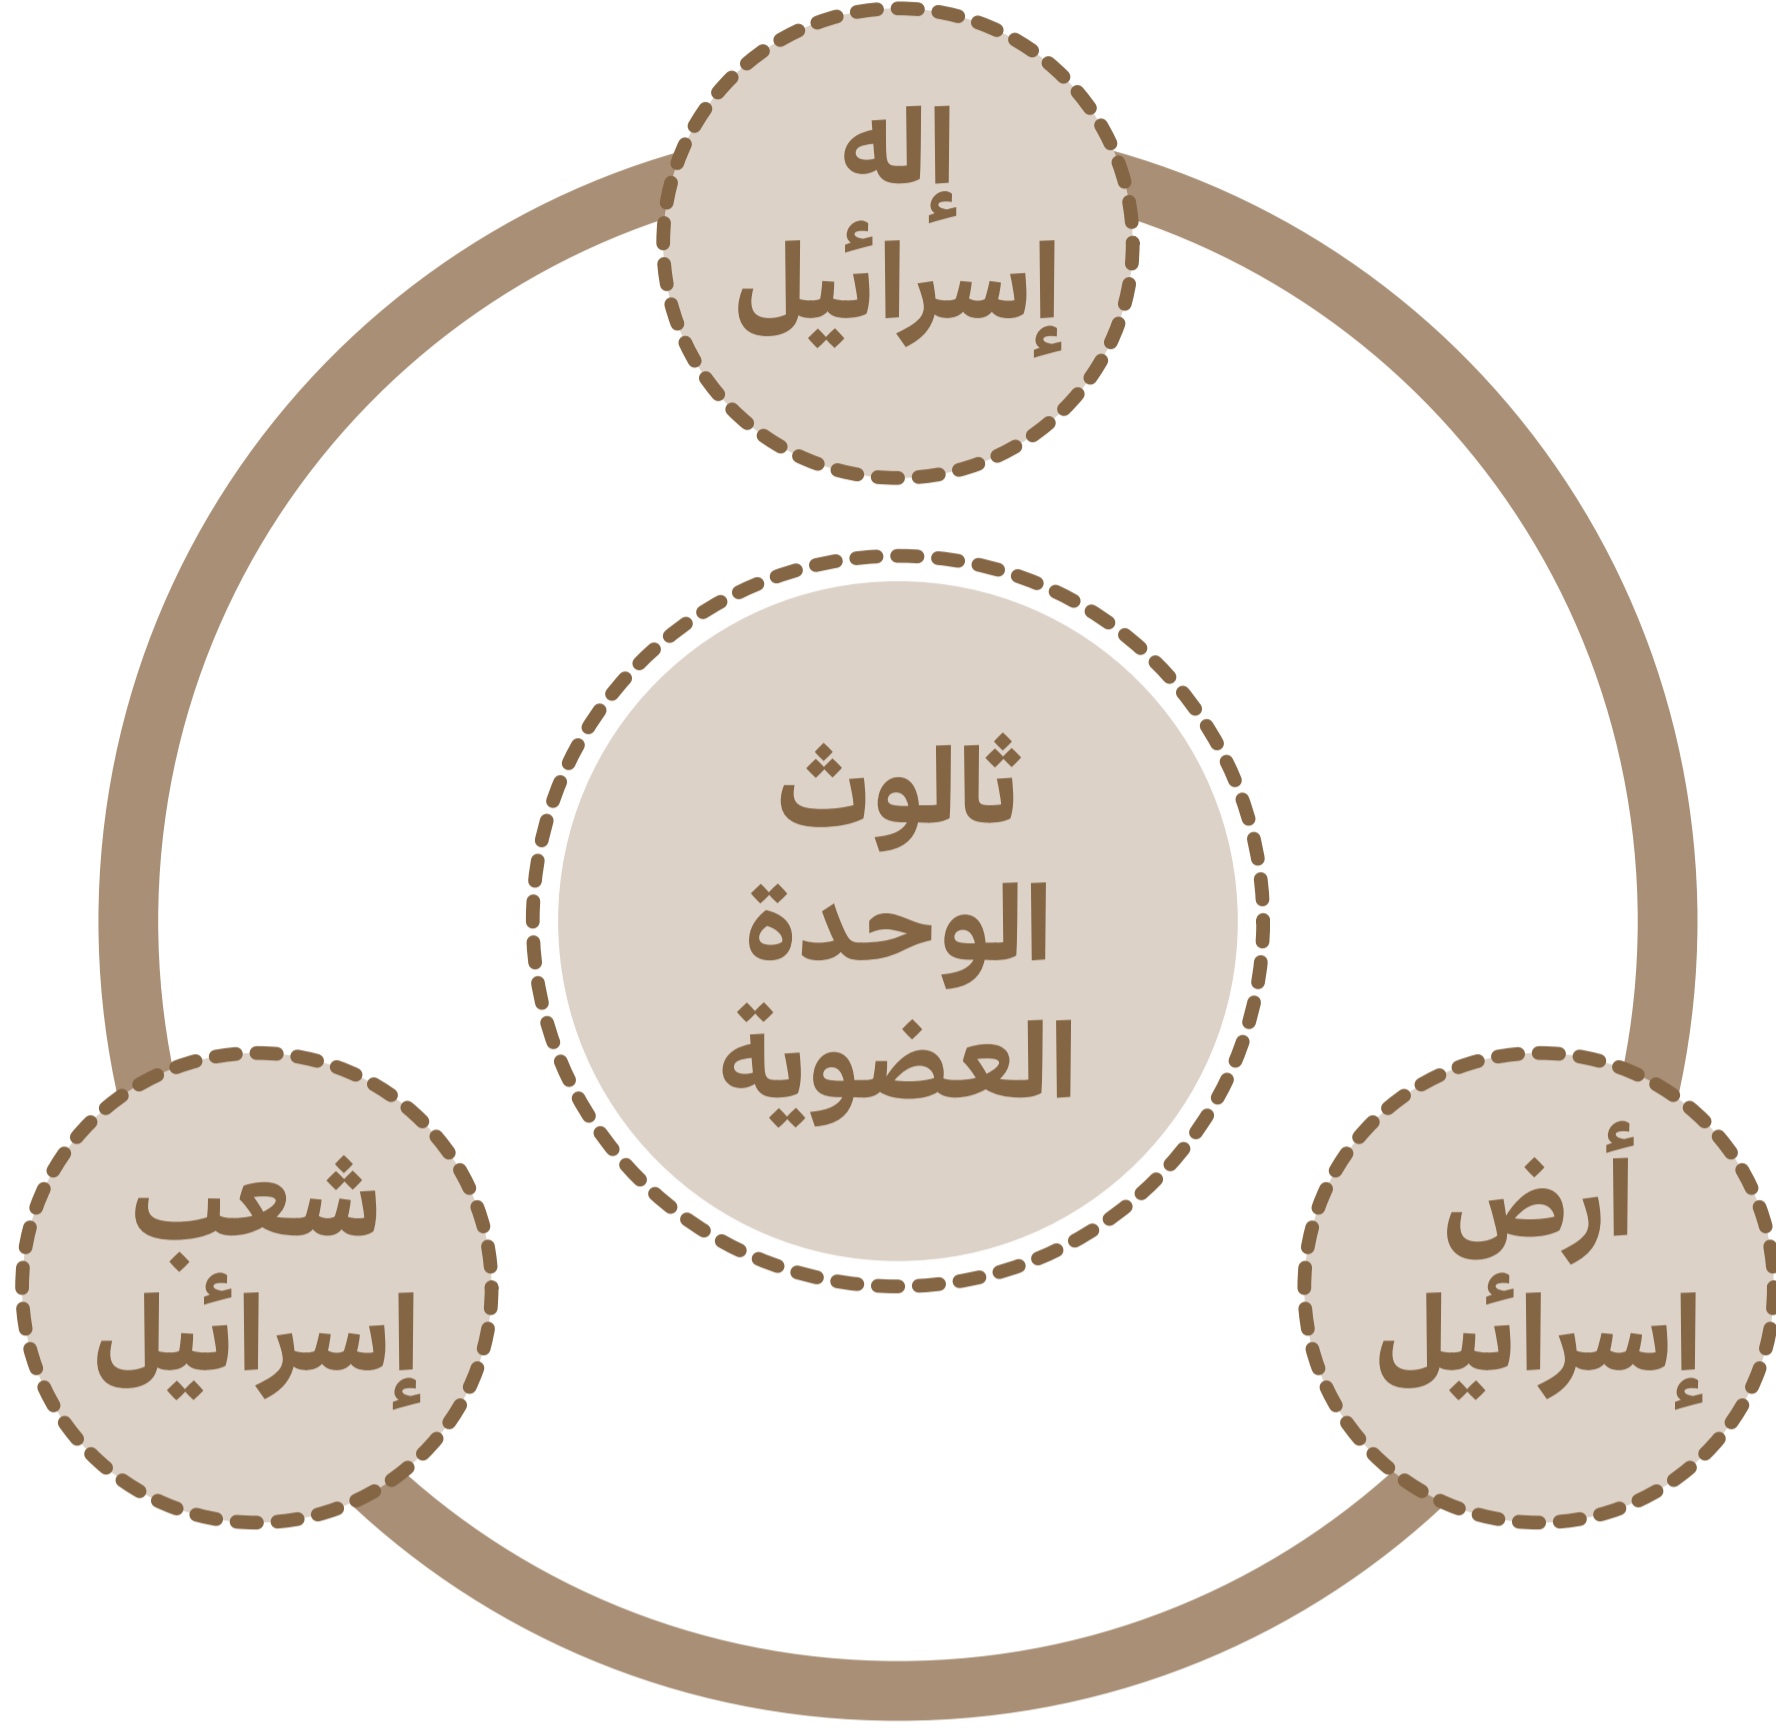 إله
إسرائيل
ثالوث
الوحدة
العضوية
أرض
إسرائيل
شعب
إسرائيل